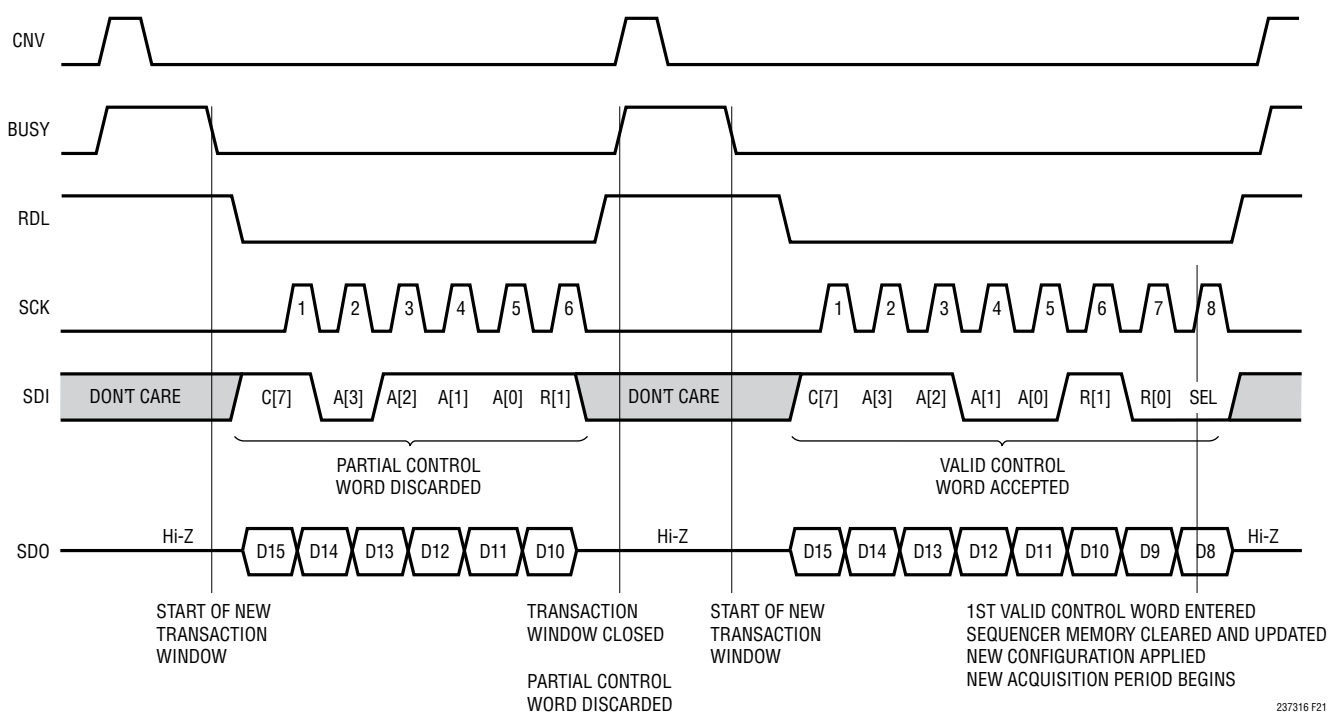 CNV
BUSY
RDL
SCK
1 2 3 4 5 6 1 2 3 4 5 6 7 8
SDI
DON'T CARE C[7] A[3] A[2] A[1] A[0] R[1] DON'T CARE C[7] A[3] A[2] A[1] A[0] R[1] R[0] SEL
PARTIAL CONTROL
WORD DISCARDED
VALID CONTROL
WORD ACCEPTED
SDO
Hi-Z D15 D14 D13 D12 D11 D10 Hi-Z D15 D14 D13 D12 D11 D10 D9 D8 Hi-Z
START OF NEW
TRANSACTION
WINDOW
TRANSACTION
WINDOW CLOSED
PARTIAL CONTROL
WORD DISCARDED
START OF NEW
TRANSACTION
WINDOW
1ST VALID CONTROL WORD ENTERED
SEQUENCER MEMORY CLEARED AND UPDATED
NEW CONFIGURATION APPLIED
NEW ACQUISITION PERIOD BEGINS
237316 F21